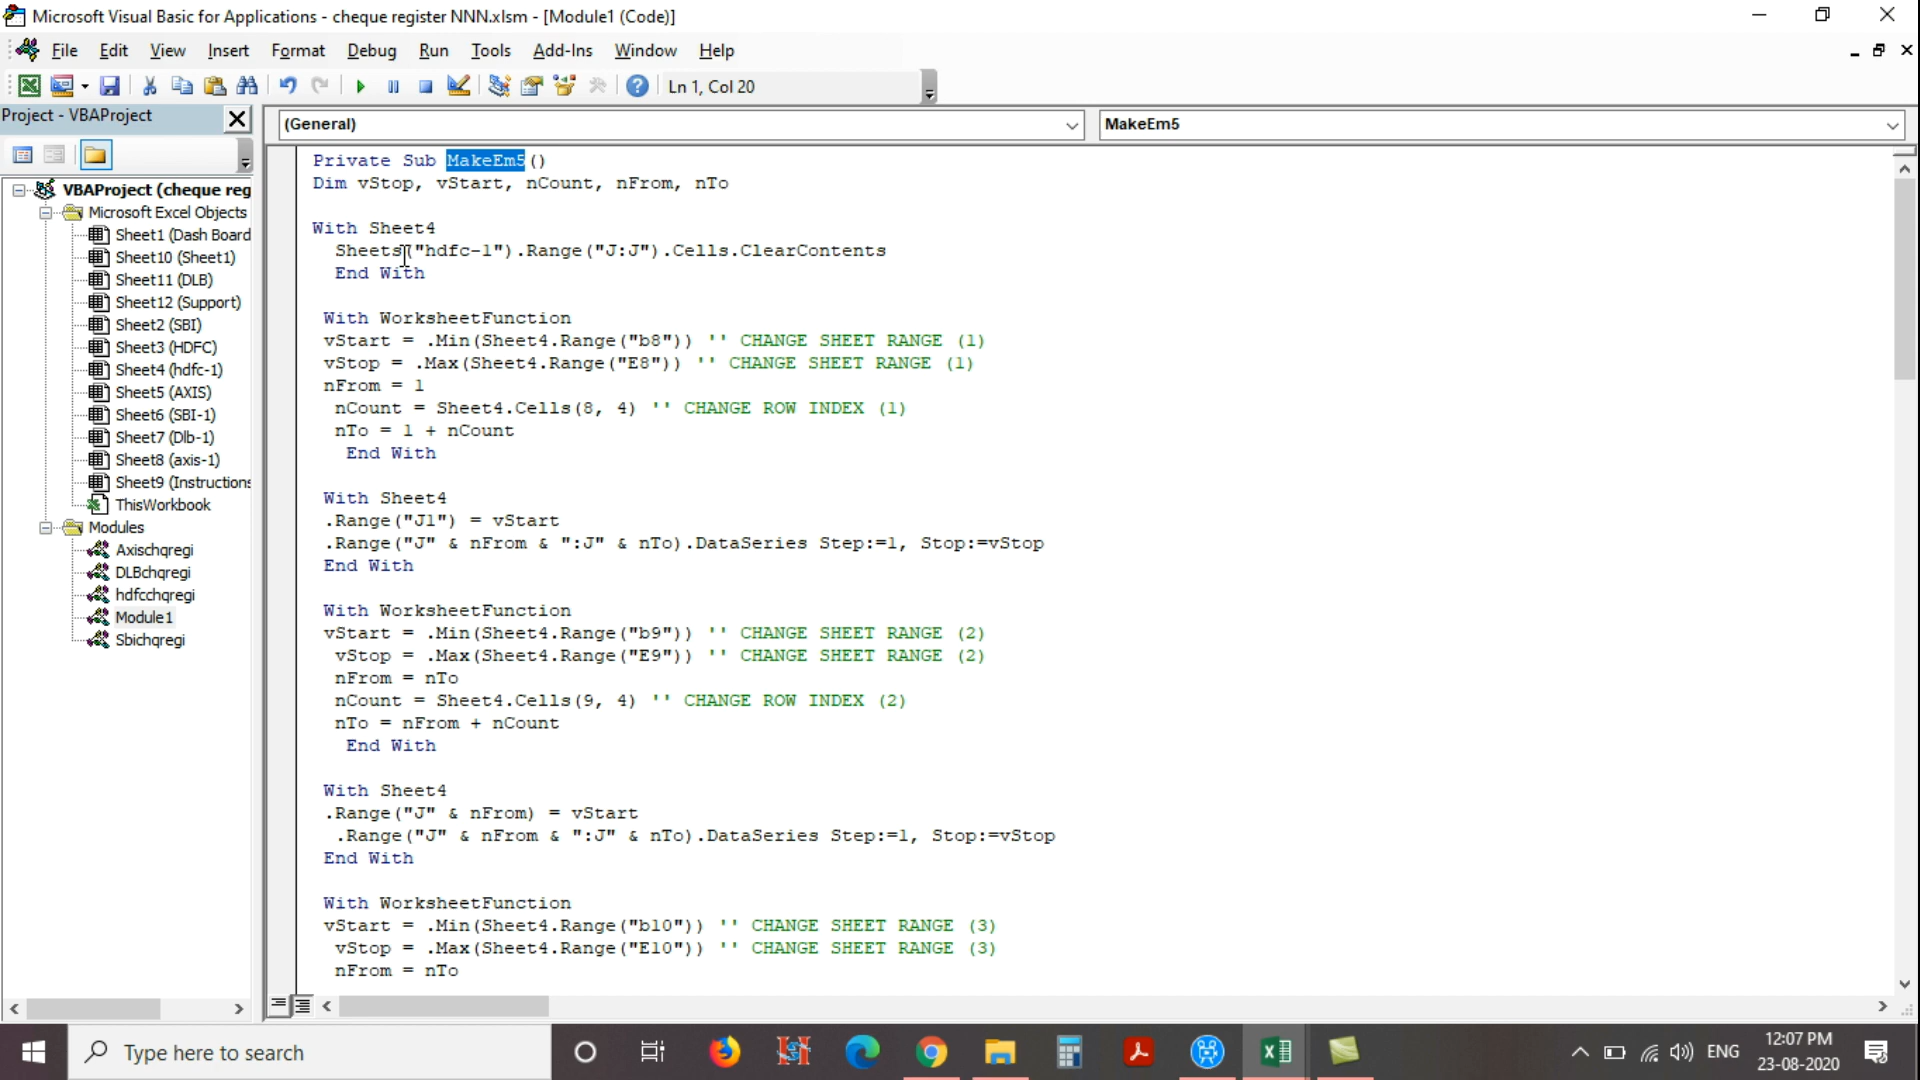 Microsoft Visual Basic for Applications - cheque register NNN.xlsm - [Module1 (Code)]
File Edit View Insert Format Debug Run Tools Add-Ins Window Help
Ln 1, Col 20
Project - VBAProject
(General)
MakeEm5
VBAProject (cheque reg
Microsoft Excel Objects
Sheet1 (Dash Board
Sheet10 (Sheet1)
Sheet11 (DLB)
Sheet12 (Support)
Sheet2 (SBI)
Sheet3 (HDFC)
Sheet4 (hdfc-1)
Sheet5 (AXIS)
Sheet6 (SBI-1)
Sheet7 (Dlb-1)
Sheet8 (axis-1)
Sheet9 (Instructions
ThisWorkbook
Modules
Axischqregi
DLBchqregi
hdfcchqregi
Module1
Sbichqregi
Private Sub MakeEm5()
Dim vStop, vStart, nCount, nFrom, nTo
With Sheet4
Sheets("hdfc-1").Range("J:J").Cells.ClearContents
End With
With WorksheetFunction
vStart = .Min(Sheet4.Range("b8")) '' CHANGE SHEET RANGE (1)
vStop = .Max(Sheet4.Range("E8")) '' CHANGE SHEET RANGE (1)
nFrom = 1
nCount = Sheet4.Cells(8, 4) '' CHANGE ROW INDEX (1)
nTo = 1 + nCount
End With
With Sheet4
.Range("J1") = vStart
.Range("J" & nFrom & ":J" & nTo).DataSeries Step:=1, Stop:=vStop
End With
With WorksheetFunction
vStart = .Min(Sheet4.Range("b9")) '' CHANGE SHEET RANGE (2)
vStop = .Max(Sheet4.Range("E9")) '' CHANGE SHEET RANGE (2)
nFrom = nTo
nCount = Sheet4.Cells(9, 4) '' CHANGE ROW INDEX (2)
nTo = nFrom + nCount
End With
With Sheet4
.Range("J" & nFrom) = vStart
.Range("J" & nFrom & ":J" & nTo).DataSeries Step:=1, Stop:=vStop
End With
With WorksheetFunction
vStart = .Min(Sheet4.Range("b10")) '' CHANGE SHEET RANGE (3)
vStop = .Max(Sheet4.Range("E10")) '' CHANGE SHEET RANGE (3)
nFrom = nTo
Type here to search
ENG
12:07 PM
23-08-2020